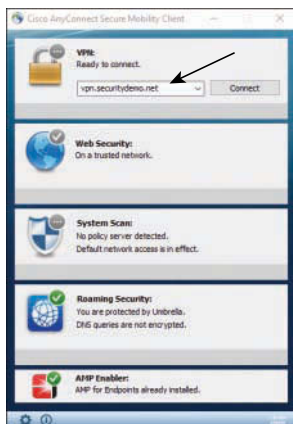 Cisco AnyConnect Secure Mobility Client
VPN:
Ready to connect.
vpn.securitydemo.net
Connect
Web Security:
On a trusted network.
System Scan:
No policy server detected.
Default network access is in effect.
Roaming Security:
You are protected by Umbrella.
DNS queries are not encrypted.
AMP Enabler:
AMP for Endpoints already installed.